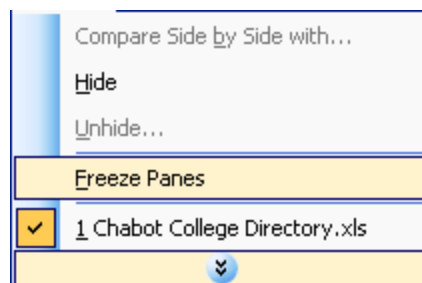 Compare Side by Side with...
Hide
Unhide...
Freeze Panes
1 Chabot College Directory.xls